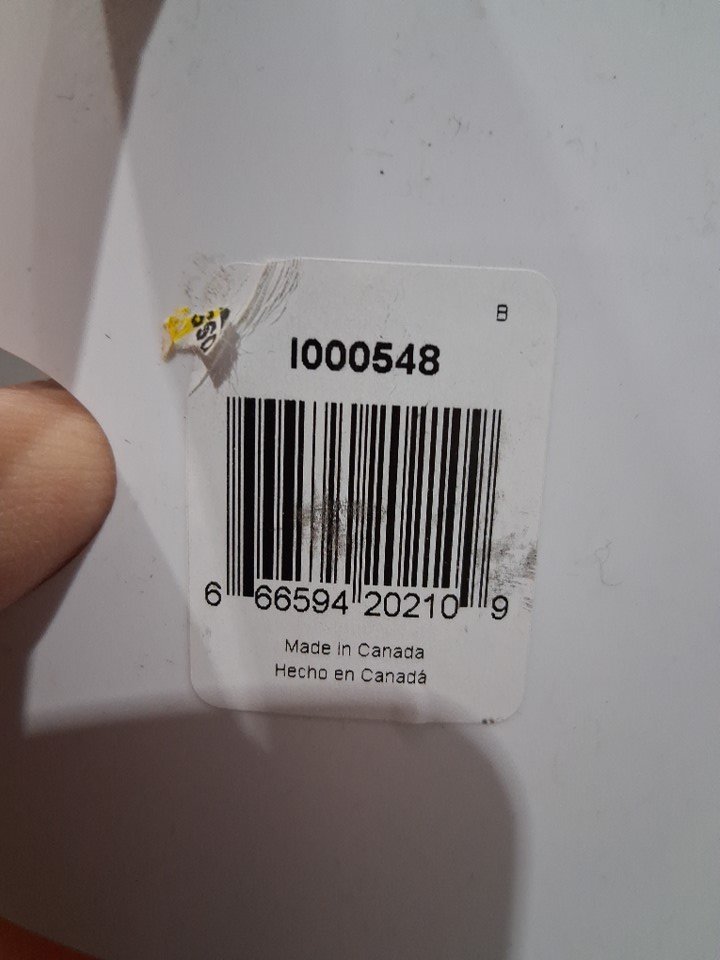 B
I000548
6 66594 20210 9
Made in Canada
Hecho en Canadá